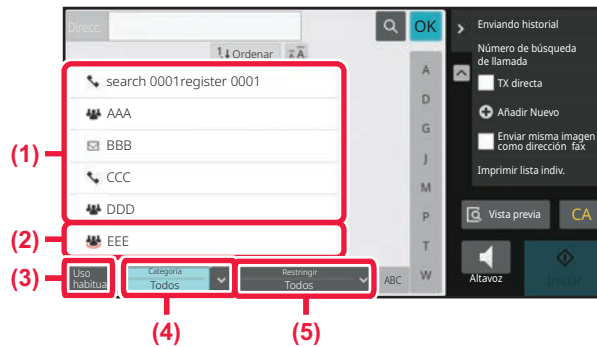 Direcc.
OK
Ordenar
search 0001register 0001
AAA
BBB
CCC
DDD
EEE
A
D
G
J
M
P
T
W
ABC
Uso
habitua
Categoría
Todos
Restringir
Todos
Enviando historial
Número de búsqueda
de llamada
TX directa
Añadir Nuevo
Enviar misma imagen
como dirección fax
Imprimir lista indiv.
Vista previa
CA
Altavoz
Iniciar
(1)
(2)
(3)
(4)
(5)